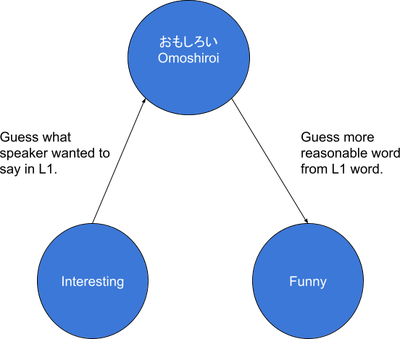 おもしろい
Omoshiroi
Guess what
speaker wanted to
say in L1.
Guess more
reasonable word
from L1 word.
Interesting
Funny